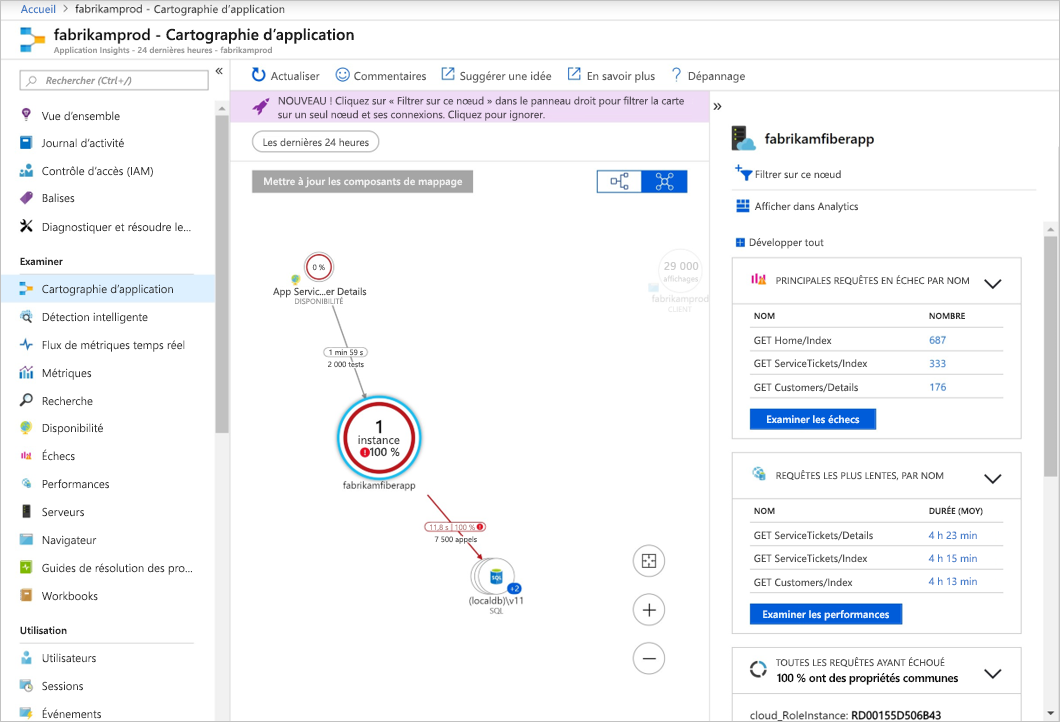 Accueil > fabrikamprod - Cartographie d'application
fabrikamprod - Cartographie d'application
Application Insights - 24 dernières heures - fabrikamprod
Rechercher (Ctrl+/)
«
Vue d'ensemble
Journal d'activité
Contrôle d'accès (IAM)
Balises
Diagnostiquer et résoudre le...
Examiner
Cartographie d'application
Détection intelligente
Flux de métriques temps réel
Métriques
Recherche
Disponibilité
Échecs
Performances
Serveurs
Navigateur
Guides de résolution des pro...
Workbooks
Utilisation
Utilisateurs
Sessions
Événements
Actualiser Commentaires Suggérer une idée En savoir plus ? Dépannage
NOUVEAU ! Cliquez sur « Filtrer sur ce nœud » dans le panneau droit pour filtrer la carte
sur un seul nœud et ses connexions. Cliquez pour ignorer.
Les dernières 24 heures
Mettre à jour les composants de mappage
0 %
App Servic...er Details
DISPONIBILITÉ
29 000
affichages
fabrikamprod
CLIENT
1 min 59 s
2 000 tests
1
instance
100 %
fabrikamfiberapp
11,8 s | 100 %
7 500 appels
SQL
+2
(localdb)\v11
SQL
»
fabrikamfiberapp
Filtrer sur ce nœud
Afficher dans Analytics
Développer tout
PRINCIPALES REQUÊTES EN ÉCHEC PAR NOM
NOM NOMBRE
GET Home/Index 687
GET ServiceTickets/Index 333
GET Customers/Details 176
Examiner les échecs
REQUÊTES LES PLUS LENTES, PAR NOM
NOM DURÉE (MOY)
GET ServiceTickets/Details 4 h 23 min
GET ServiceTickets/Index 4 h 15 min
GET Customers/Index 4 h 13 min
Examiner les performances
TOUTES LES REQUÊTES AYANT ÉCHOUÉ
100 % ont des propriétés communes
cloud_RoleInstance: RD00155D506B43